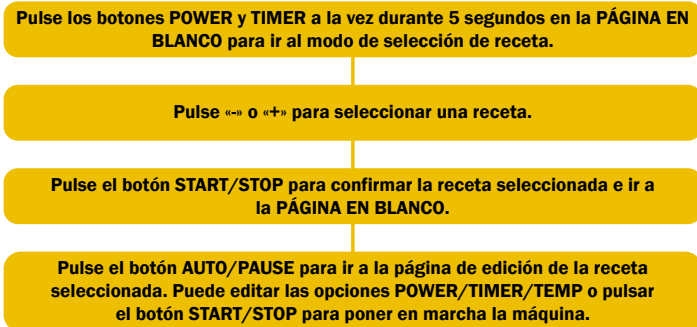 Pulse los botones POWER y TIMER a la vez durante 5 segundos en la PÁGINA EN
BLANCO para ir al modo de selección de receta.
Pulse «-» o «+» para seleccionar una receta.
Pulse el botón START/STOP para confirmar la receta seleccionada e ir a
la PÁGINA EN BLANCO.
Pulse el botón AUTO/PAUSE para ir a la página de edición de la receta
seleccionada. Puede editar las opciones POWER/TIMER/TEMP o pulsar
el botón START/STOP para poner en marcha la máquina.